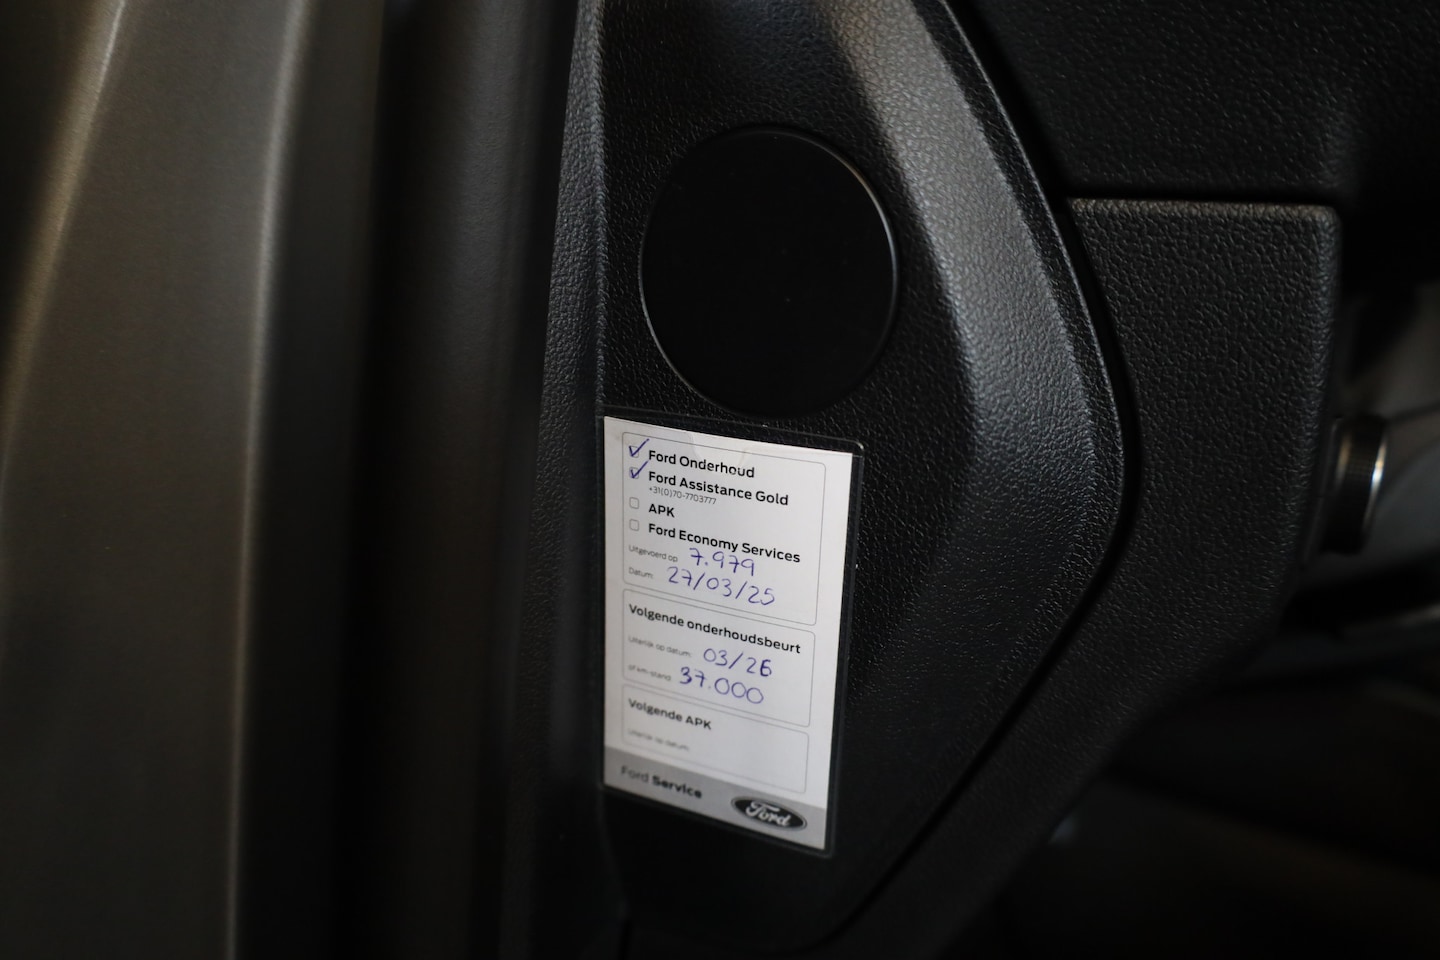 Ford Onderhoud
Ford Assistance Gold
+31(0)70-7703777
APK
Ford Economy Services
Uitgevoerd op 7.979
Datum 27/03/25
Volgende onderhoudsbeurt
Uiterlijk op datum: 03/26
of km-stand: 37.000
Volgende APK
Uiterlijk op datum:
Ford Service
Ford